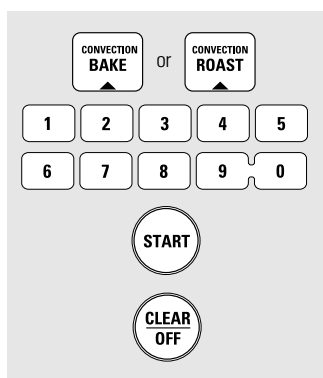 CONVECTION CONVECTION
BAKE or ROAST
1 2 3 4 5
6 7 8 9 0
START
CLEAR
OFF